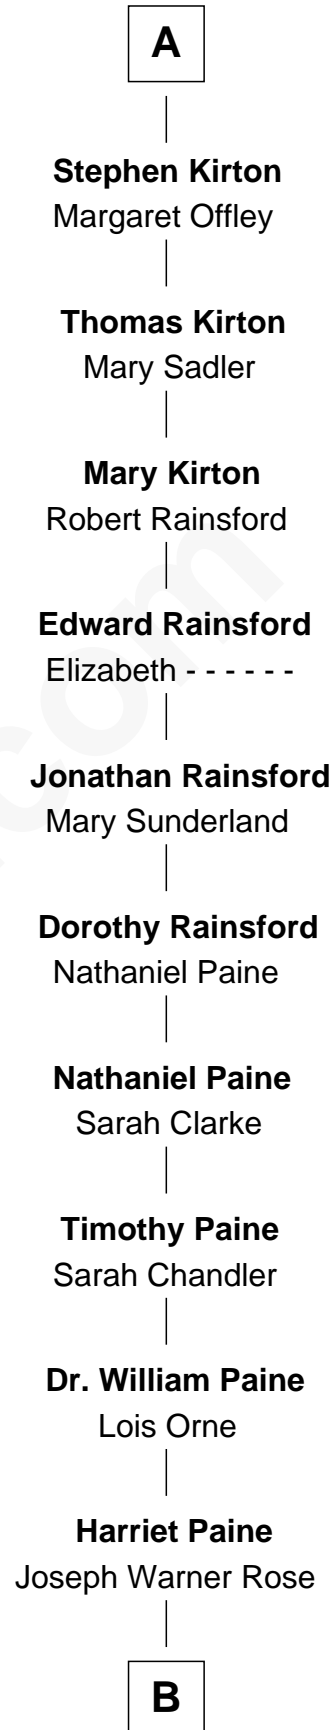 A
Stephen Kirton
Margaret Offley
Thomas Kirton
Mary Sadler
Mary Kirton
Robert Rainsford
Edward Rainsford
Elizabeth - - - - - -
Jonathan Rainsford
Mary Sunderland
Dorothy Rainsford
Nathaniel Paine
Nathaniel Paine
Sarah Clarke
Timothy Paine
Sarah Chandler
Dr. William Paine
Lois Orne
Harriet Paine
Joseph Warner Rose
B